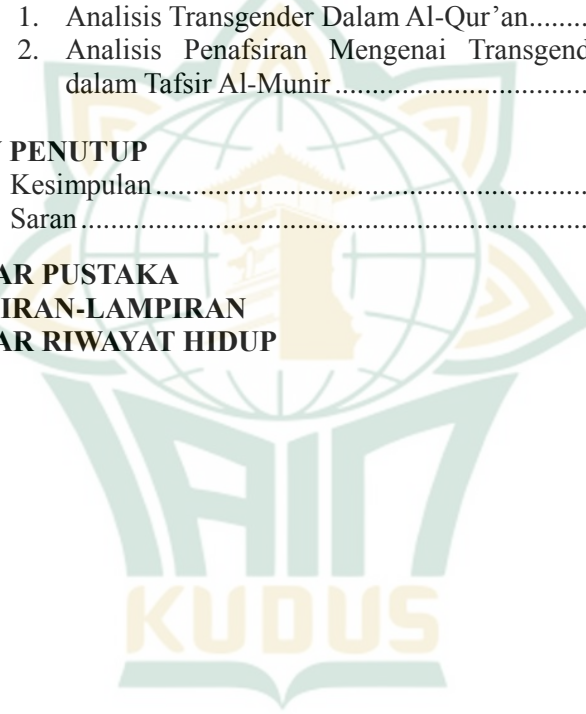 1. Analisis Transgender Dalam Al-Qur’an........
2. Analisis Penafsiran Mengenai Transgend
dalam Tafsir Al-Munir ..................................
PENUTUP
Kesimpulan..........................................................
Saran.....................................................................
AR PUSTAKA
IRAN-LAMPIRAN
AR RIWAYAT HIDUP
IAIN
KUDUS